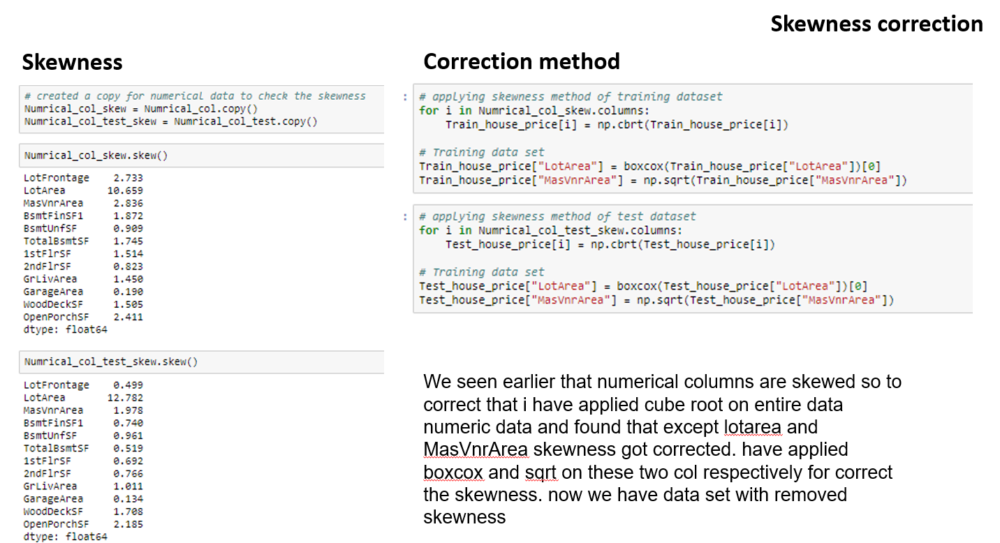 Skewness correction
Skewness
# created a copy for numerical data to check the skewness
Numrical_col_skew = Numrical_col.copy()
Numrical_col_test_skew = Numrical_col_test.copy()
Numrical_col_skew.skew()
LotFrontage 2.733
LotArea 10.659
MasVnrArea 2.836
BsmtFinSF1 1.872
BsmtUnfSF 0.909
TotalBsmtSF 1.745
1stFlrSF 1.514
2ndFlrSF 0.823
GrLivArea 1.450
GarageArea 0.190
WoodDeckSF 1.505
OpenPorchSF 2.411
dtype: float64
Numrical_col_test_skew.skew()
LotFrontage 0.499
LotArea 12.782
MasVnrArea 1.978
BsmtFinSF1 0.740
BsmtUnfSF 0.961
TotalBsmtSF 0.519
1stFlrSF 0.692
2ndFlrSF 0.766
GrLivArea 1.011
GarageArea 0.134
WoodDeckSF 1.708
OpenPorchSF 2.185
dtype: float64
Correction method
: # applying skewness method of training dataset
for i in Numrical_col_skew.columns:
    Train_house_price[i] = np.cbrt(Train_house_price[i])
# Training data set
Train_house_price["LotArea"] = boxcox(Train_house_price["LotArea"])[0]
Train_house_price["MasVnrArea"] = np.sqrt(Train_house_price["MasVnrArea"])
: # applying skewness method of test dataset
for i in Numrical_col_test_skew.columns:
    Test_house_price[i] = np.cbrt(Test_house_price[i])
# Training data set
Test_house_price["LotArea"] = boxcox(Test_house_price["LotArea"])[0]
Test_house_price["MasVnrArea"] = np.sqrt(Test_house_price["MasVnrArea"])
We seen earlier that numerical columns are skewed so to
correct that i have applied cube root on entire data
numeric data and found that except lotarea and
MasVnrArea skewness got corrected. have applied
boxcox and sqrt on these two col respectively for correct
the skewness. now we have data set with removed
skewness